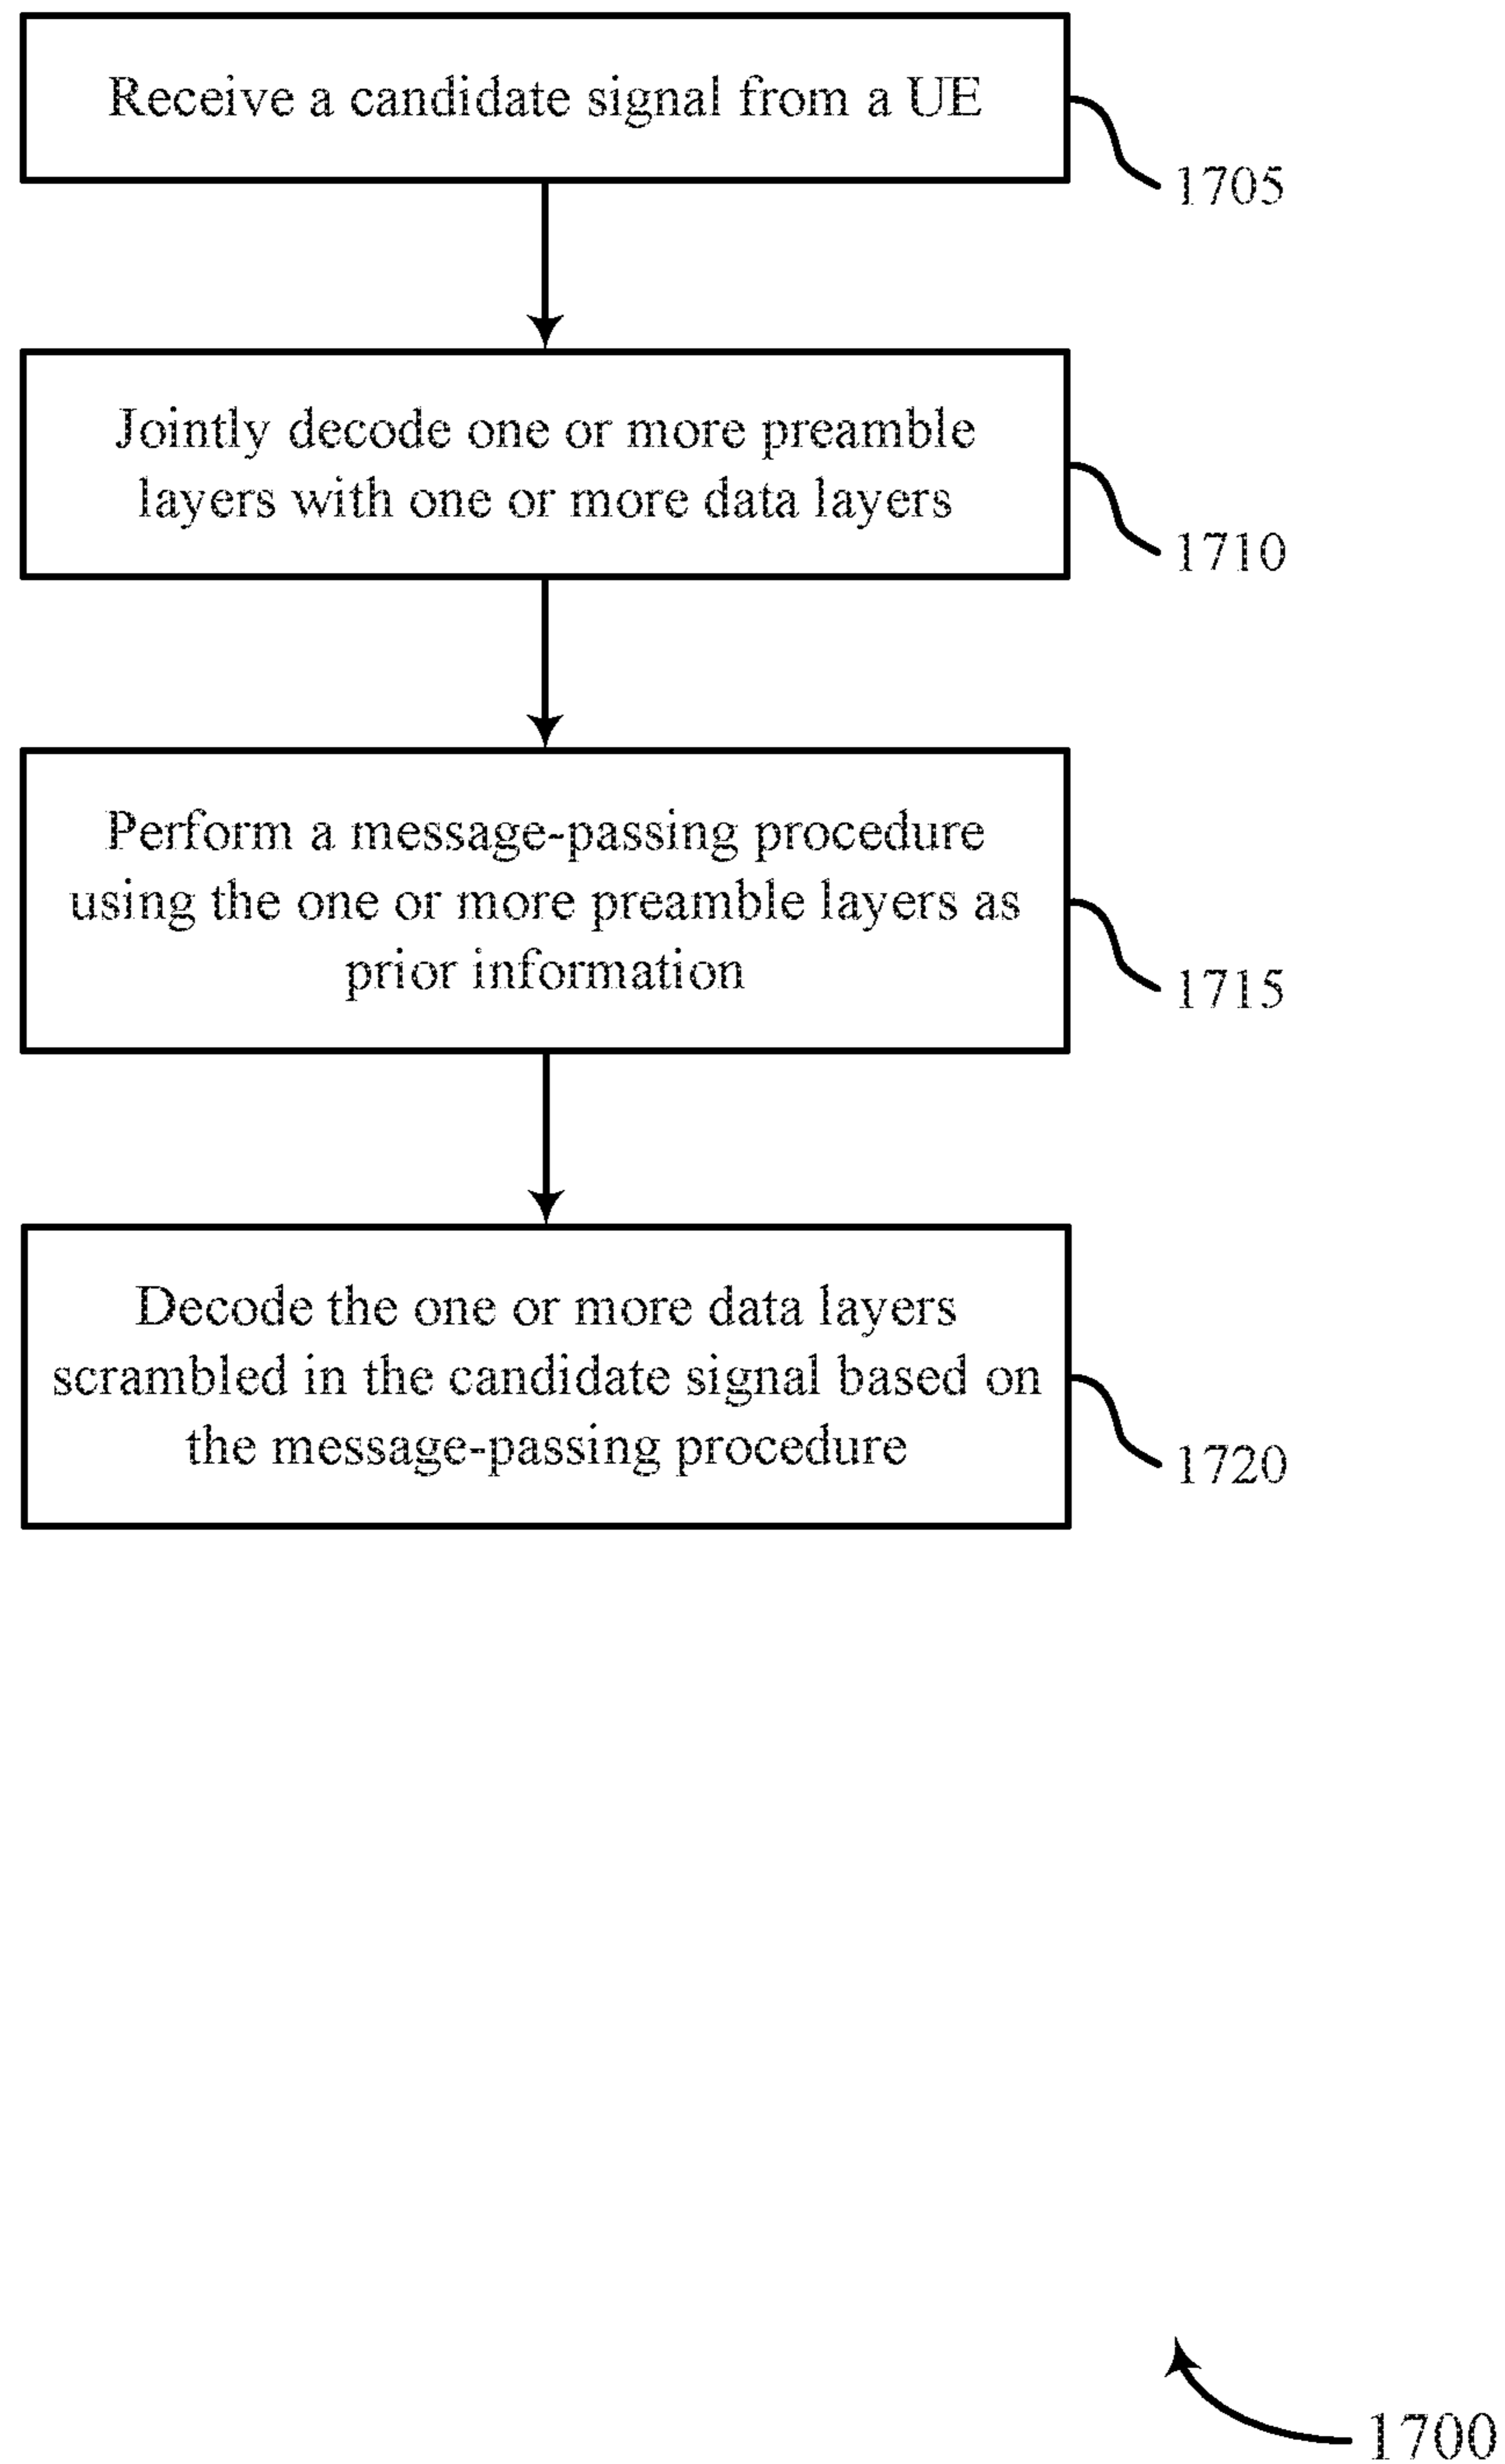 Receive a candidate signal from a UE
1705
Jointly decode one or more preamble
layers with one or more data layers
1710
Perform a message-passing procedure
using the one or more preamble layers as
prior information
1715
Decode the one or more data layers
scrambled in the candidate signal based on
the message-passing procedure
1720
1700